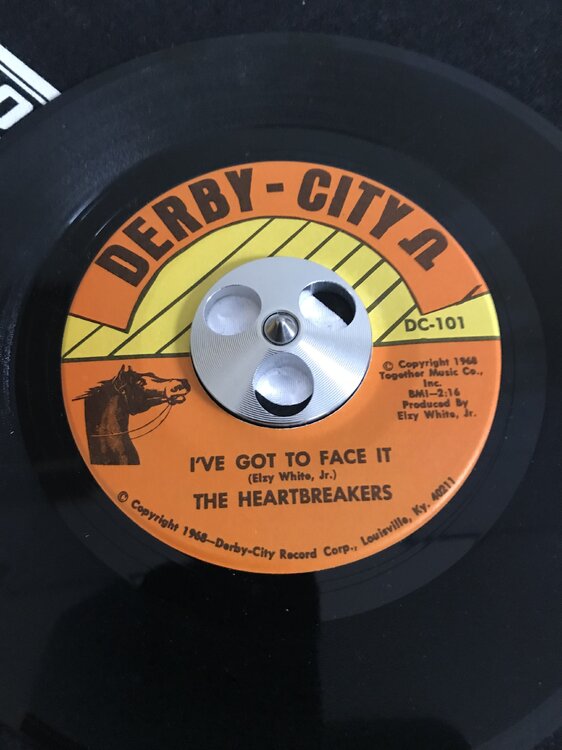 DERBY-CITY
DC-101
© Copyright 1968
Together Music Co.,
Inc.
BMI-2:16
Produced By
Elzy White, Jr.
I'VE GOT TO FACE IT
(Elzy White, Jr.)
THE HEARTBREAKERS
© Copyright 1968—Derby-City Record Corp., Louisville, Ky. 40211